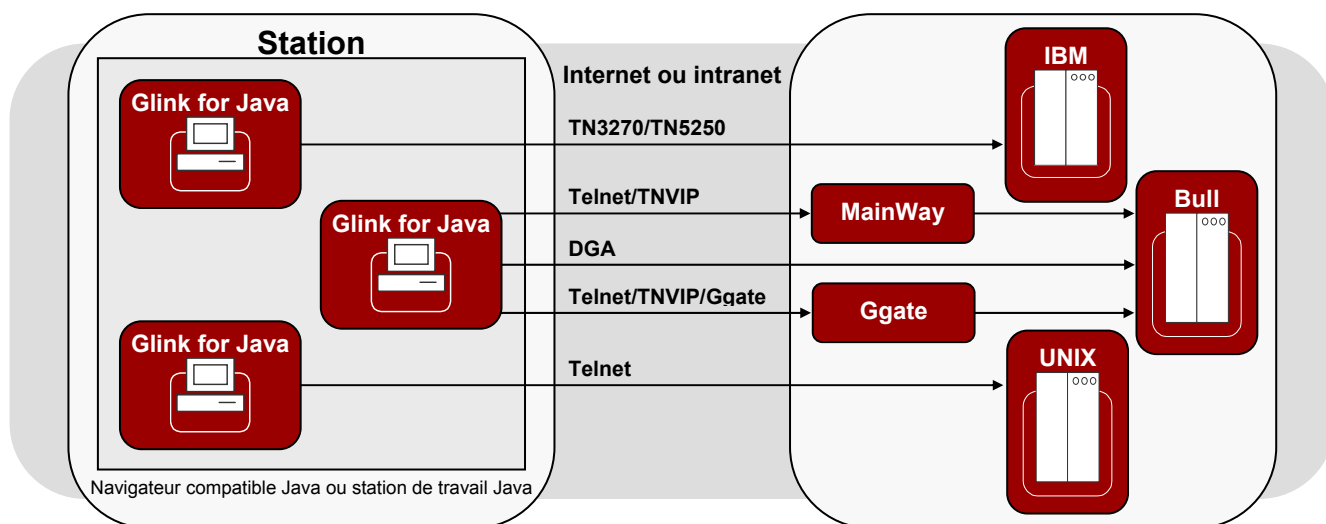 Station
Internet ou intranet
IBM
Glink for Java
TN3270/TN5250
Telnet/TNVIP
MainWay
Bull
Glink for Java
DGA
Telnet/TNVIP/Ggate
Ggate
Glink for Java
Telnet
UNIX
Navigateur compatible Java ou station de travail Java